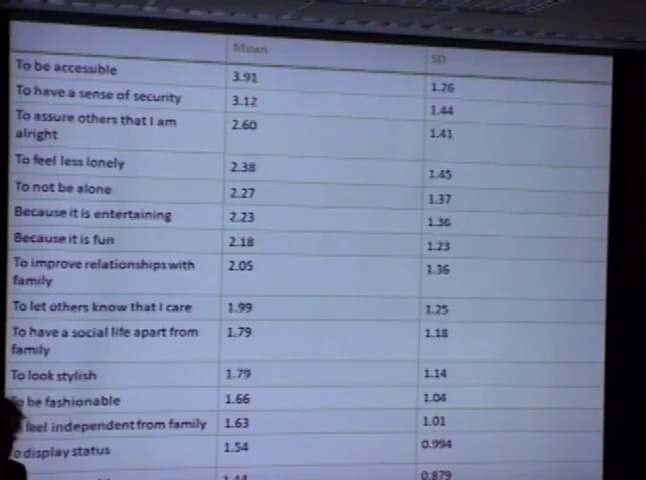 Mean SD
To be accessible 3.91 1.26
To have a sense of security 3.12 1.44
To assure others that I am 2.60 1.41
alright
To feel less lonely 2.38 1.45
To not be alone 2.27 1.37
Because it is entertaining 2.23 1.36
Because it is fun 2.18 1.23
To improve relationships with 2.05 1.36
family
To let others know that I care 1.99 1.25
To have a social life apart from 1.79 1.18
family
To look stylish 1.79 1.14
be fashionable 1.66 1.04
feel independent from family 1.63 1.01
o display status 1.54 0.994
0.879